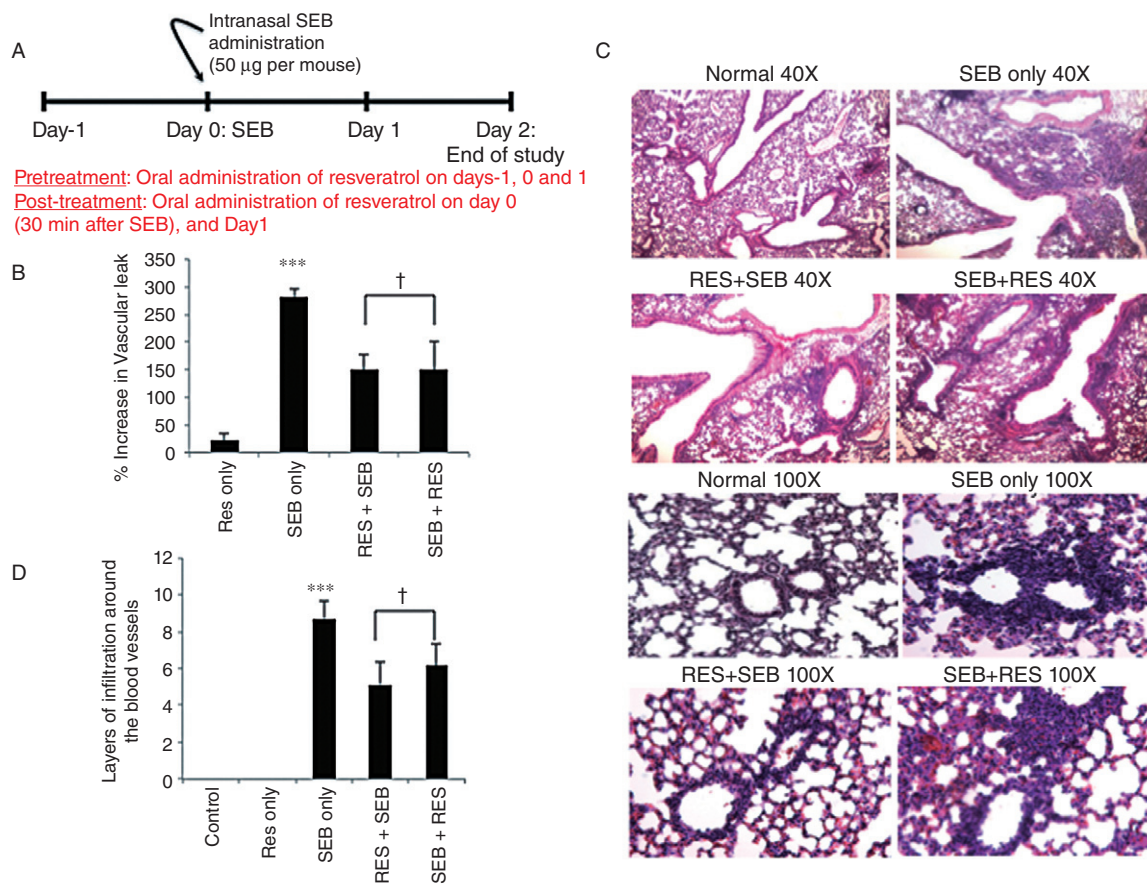 A
Intranasal SEB
administration
(50 μg per mouse)
Day-1
Day 0: SEB
Day 1
Day 2:
End of study
Pretreatment: Oral administration of resveratrol on days-1, 0 and 1
Post-treatment: Oral administration of resveratrol on day 0
(30 min after SEB), and Day1
B
% Increase in Vascular leak
350
300
250
200
150
100
50
0
***
†
Res only
SEB only
RES + SEB
SEB + RES
D
Layers of infiltration around
the blood vessels
12
10
8
6
4
2
0
***
†
Control
Res only
SEB only
RES + SEB
SEB + RES
C
Normal 40X
SEB only 40X
RES+SEB 40X
SEB+RES 40X
Normal 100X
SEB only 100X
RES+SEB 100X
SEB+RES 100X